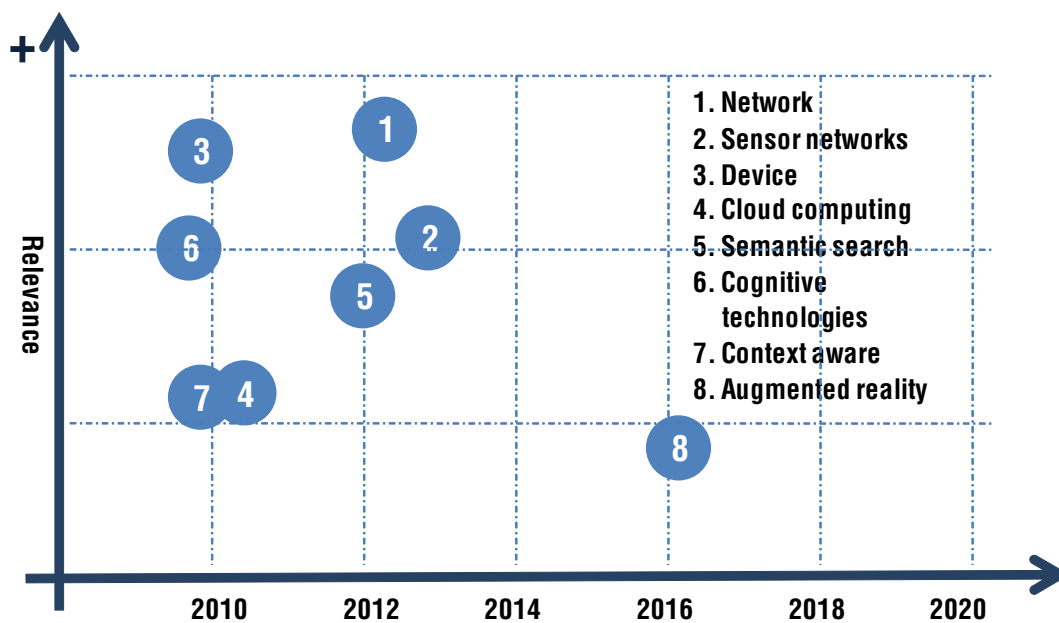 +
1. Network
2. Sensor networks
3. Device
4. Cloud computing
5. Semantic search
6. Cognitive
technologies
7. Context aware
8. Augmented reality
1
3
2
6
5
7
4
8
Relevance
2010
2012
2014
2016
2018
2020